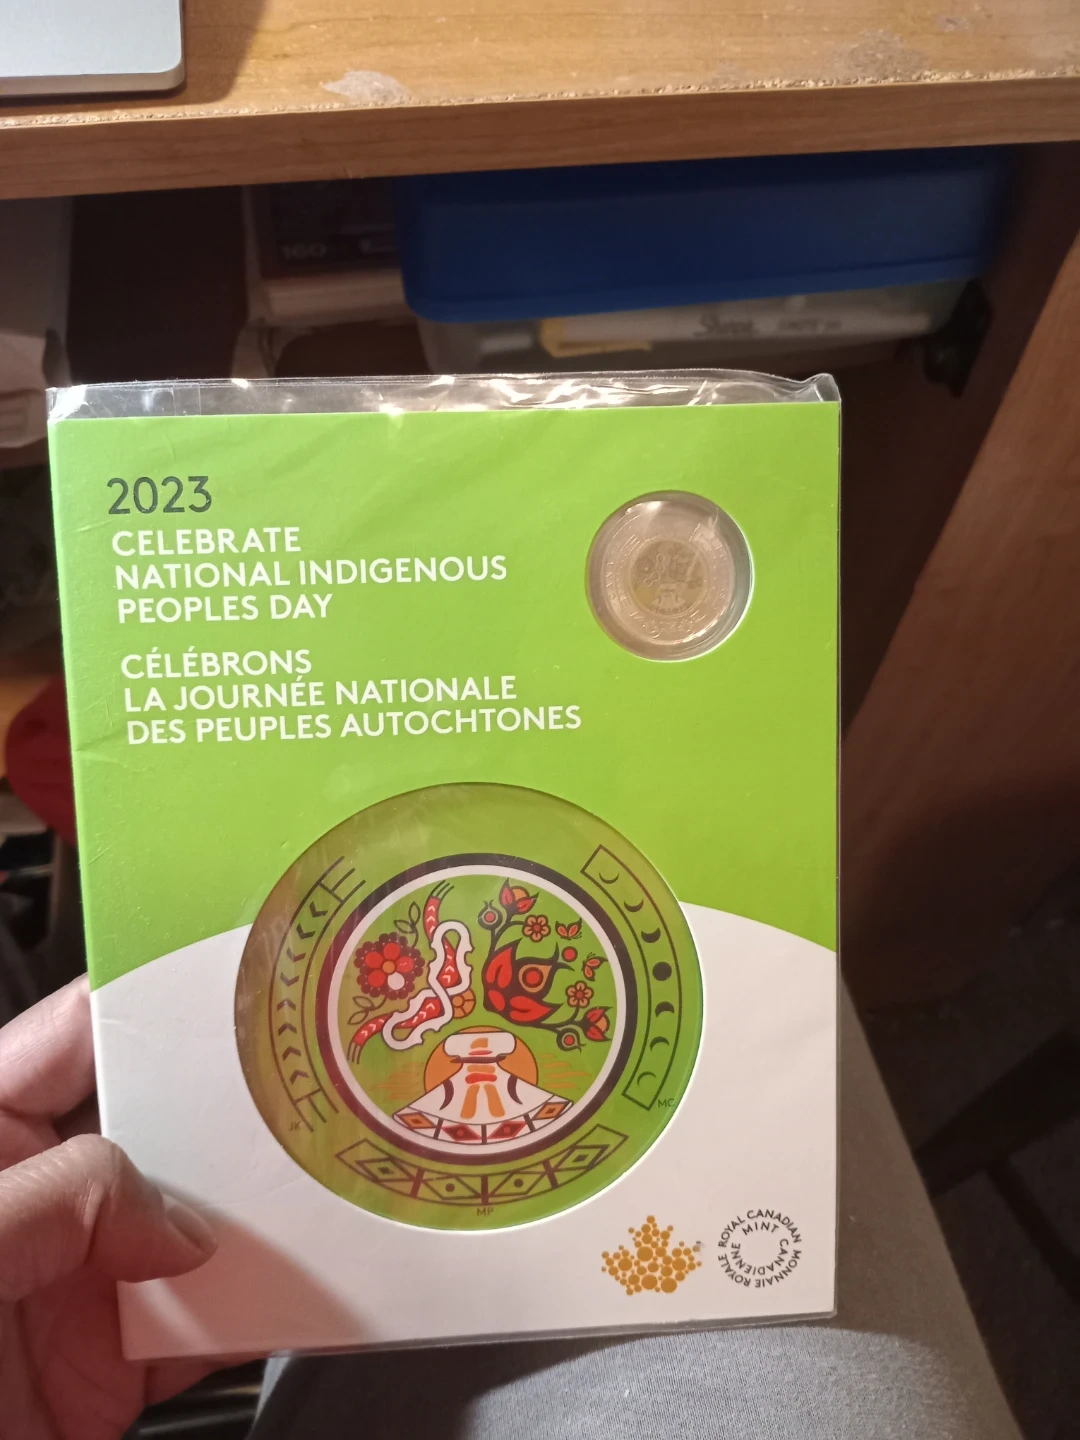 160
2023
CELEBRATE
NATIONAL INDIGENOUS
PEOPLES DAY
CÉLÉBRONS
LA JOURNÉE NATIONALE
DES PEUPLES AUTOCHTONES
JK
MC
MP
ROYAL CANADIAN MINT
MONNAIE ROYALE CANADIENNE